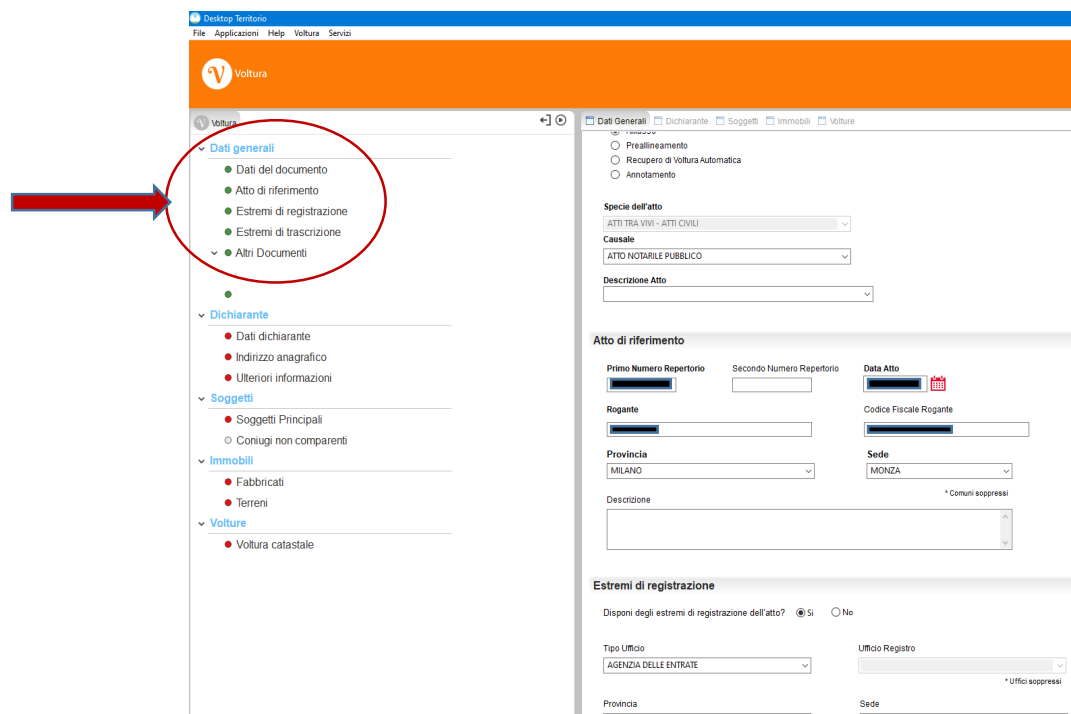 Desktop Territorio
File Applicazioni Help Voltura Servizi
V Voltura
V Voltura
Dati generali
Dati del documento
Atto di riferimento
Estremi di registrazione
Estremi di trascrizione
Altri Documenti
Dichiarante
Dati dichiarante
Indirizzo anagrafico
Ulteriori informazioni
Soggetti
Soggetti Principali
Coniugi non comparenti
Immobili
Fabbricati
Terreni
Volture
Voltura catastale
Dati Generali Dichiarante Soggetti Immobili Volture
Preallineamento
Recupero di Voltura Automatica
Annotamento
Specie dell'atto
ATTI TRA VIVI - ATTI CIVILI
Causale
ATTO NOTARILE PUBBLICO
Descrizione Atto
Atto di riferimento
Primo Numero Repertorio Secondo Numero Repertorio Data Atto
Rogante Codice Fiscale Rogante
Provincia Sede
MILANO MONZA
* Comuni soppressi
Descrizione
Estremi di registrazione
Disponi degli estremi di registrazione dell'atto? Si No
Tipo Ufficio Ufficio Registro
AGENZIA DELLE ENTRATE
* Uffici soppressi
Provincia Sede